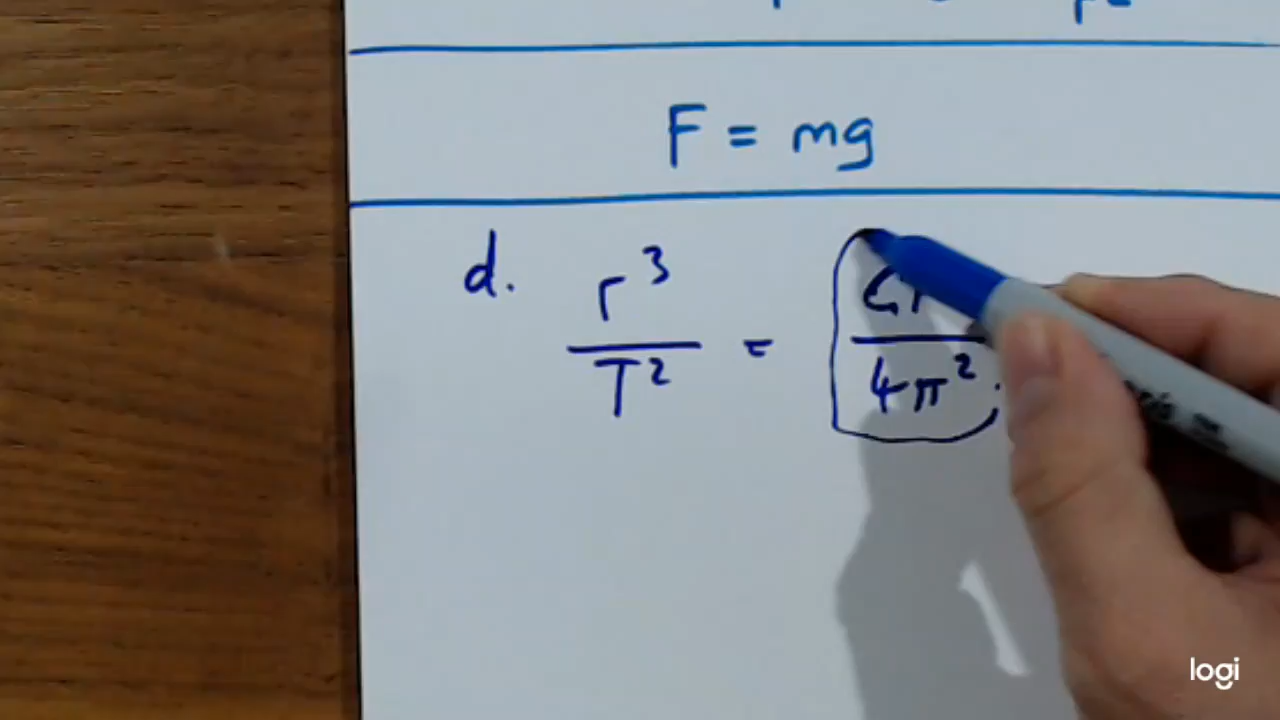 F = mg
d. r³/T² = G/4π²
logi